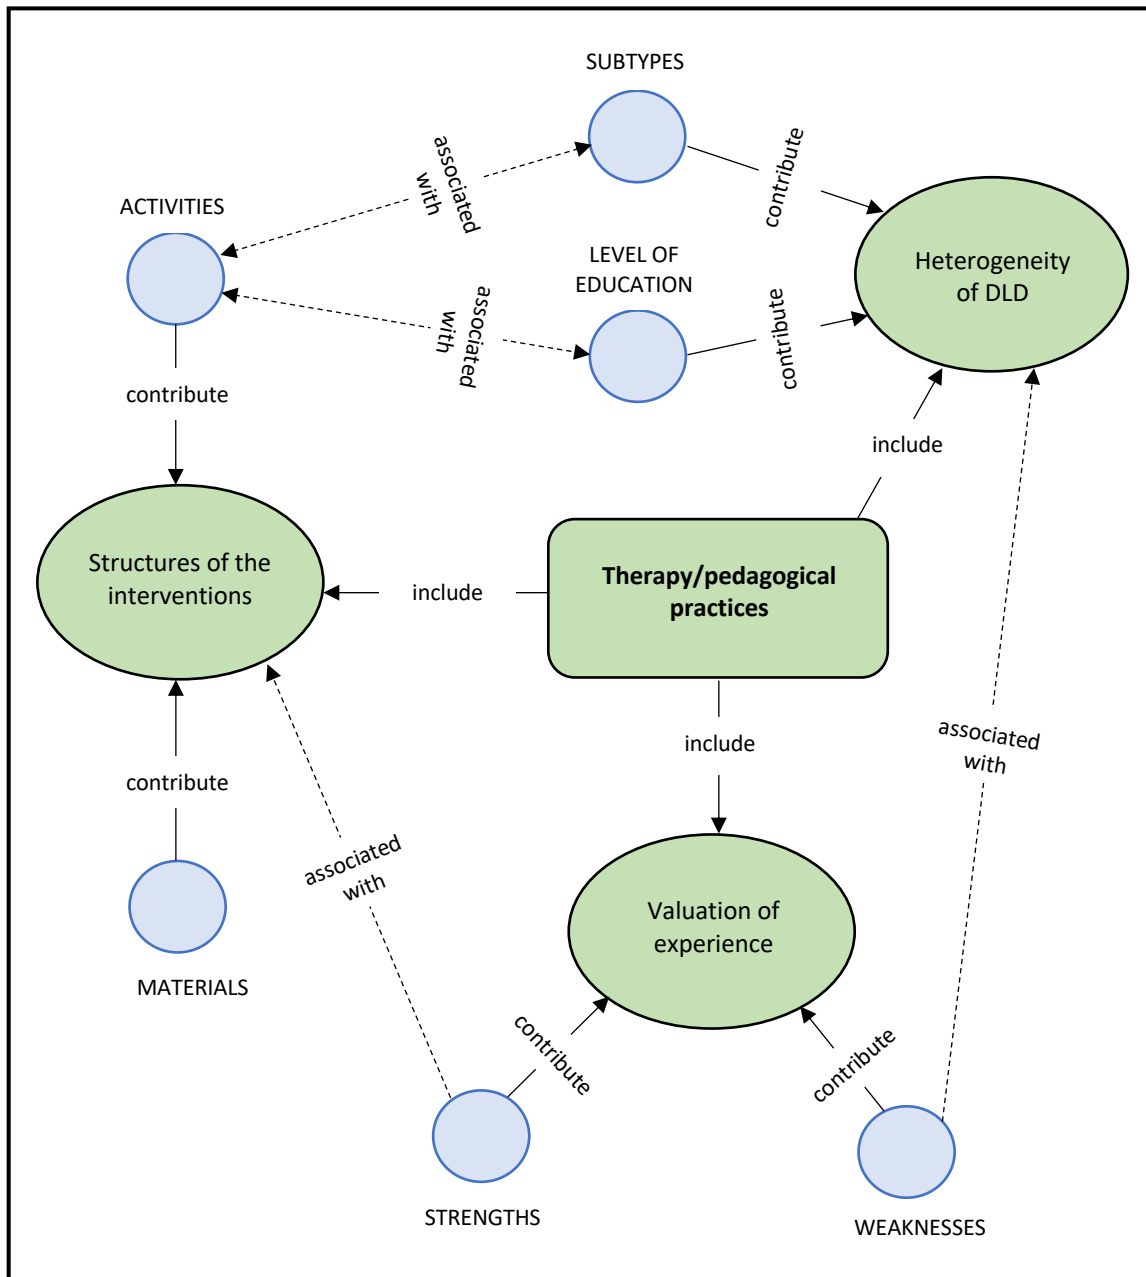 SUBTYPES
associated
with
contribute
ACTIVITIES
LEVEL OF
EDUCATION
Heterogeneity
of DLD
associated
with
contribute
contribute
include
Structures of the
interventions
include
Therapy/pedagogical
practices
include
associated
with
contribute
associated
with
Valuation of
experience
MATERIALS
contribute
contribute
STRENGTHS
WEAKNESSES